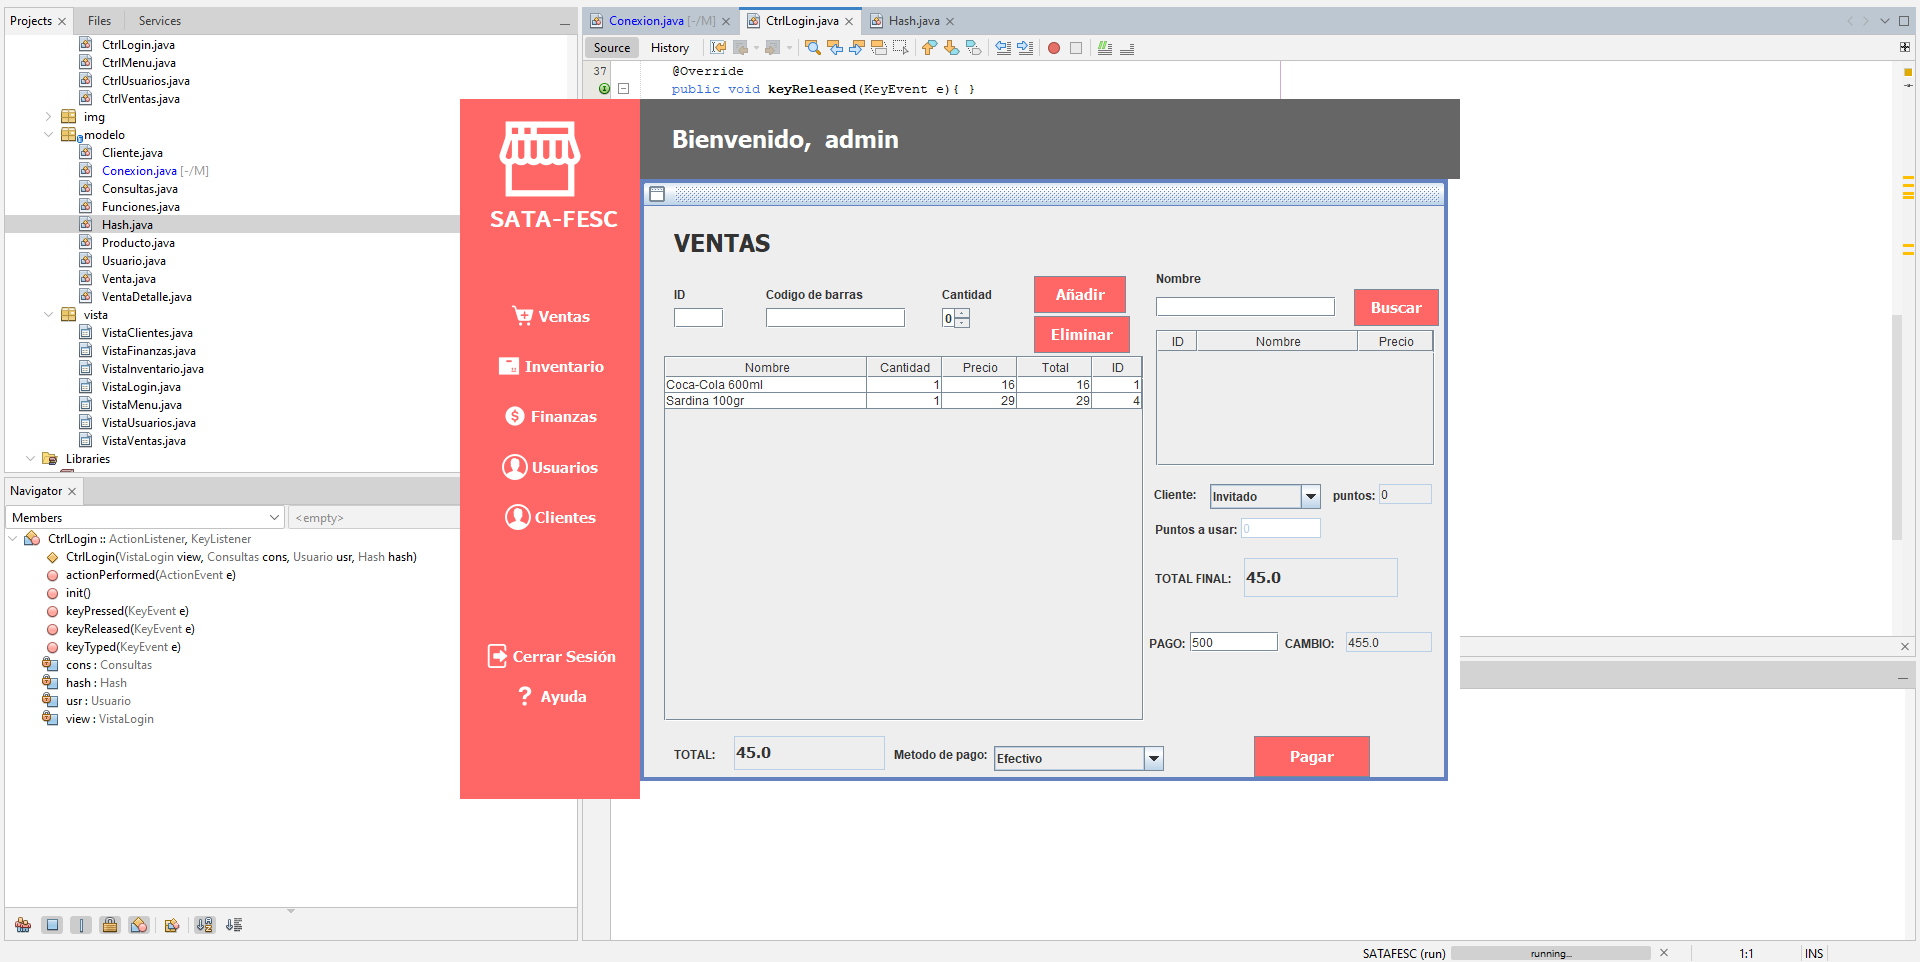 Projects
Files
Services
CtrlLogin.java
CtrlMenu.java
CtrlUsuarios.java
CtrlVentas.java
img
modelo
Cliente.java
Conexion.java [-/M]
Consultas.java
Funciones.java
Hash.java
Producto.java
Usuario.java
Venta.java
VentaDetalle.java
vista
VistaClientes.java
VistaFinanzas.java
VistaInventario.java
VistaLogin.java
VistaMenu.java
VistaUsuarios.java
VistaVentas.java
Libraries
Navigator
Members
<empty>
CtrlLogin :: ActionListener, KeyListener
CtrlLogin(VistaLogin view, Consultas cons, Usuario usr, Hash hash)
actionPerformed(ActionEvent e)
init()
keyPressed(KeyEvent e)
keyReleased(KeyEvent e)
keyTyped(KeyEvent e)
cons : Consultas
hash : Hash
usr : Usuario
view : VistaLogin
Conexion.java [-/M]
CtrlLogin.java
Hash.java
Source
History
37
@Override
public void keyReleased(KeyEvent e){ }
SATA-FESC
Ventas
Inventario
Finanzas
Usuarios
Clientes
Cerrar Sesión
Ayuda
Bienvenido, admin
VENTAS
ID
Codigo de barras
Cantidad
0
Añadir
Eliminar
Nombre
Buscar
Nombre Cantidad Precio Total ID
Coca-Cola 600ml 1 16 16 1
Sardina 100gr 1 29 29 4
ID Nombre Precio
Cliente: Invitado puntos: 0
Puntos a usar: 0
TOTAL FINAL: 45.0
PAGO: 500 CAMBIO: 455.0
TOTAL: 45.0 Metodo de pago: Efectivo
Pagar
SATAFESC (run)
running...
1:1
INS